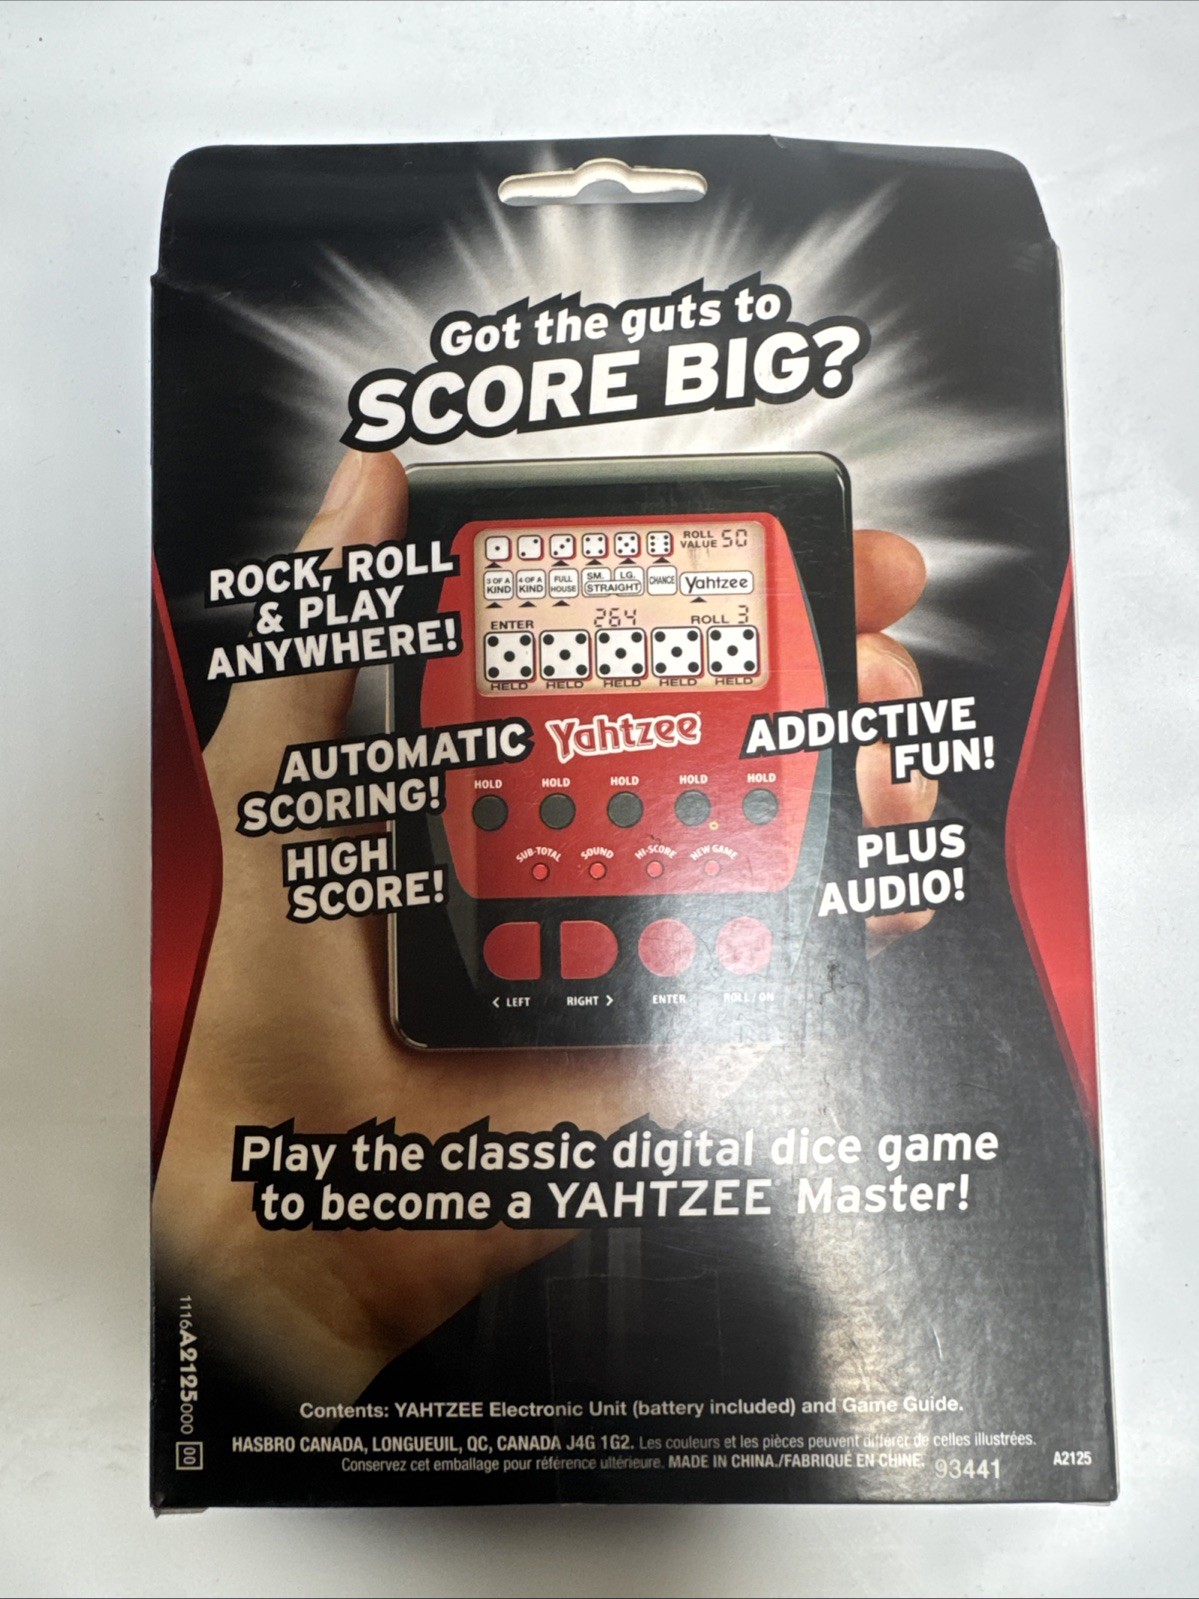 Got the guts to
SCORE BIG?
ROCK, ROLL
& PLAY
ANYWHERE!
AUTOMATIC
SCORING!
HIGH
SCORE!
ROLL
VALUE 50
3 OF A
KIND
4 OF A
KIND
FULL
HOUSE
SM. LG.
STRAIGHT
CHANCE
Yahtzee
ENTER 264 ROLL 3
HELD HELD HELD HELD HELD
Yahtzee
ADDICTIVE
FUN!
PLUS
AUDIO!
HOLD HOLD HOLD HOLD HOLD
SUB-TOTAL SOUND HI-SCORE NEW GAME
< LEFT RIGHT > ENTER ROLL / ON
Play the classic digital dice game
to become a YAHTZEE Master!
1116A2125000 00
Contents: YAHTZEE Electronic Unit (battery included) and Game Guide.
HASBRO CANADA, LONGUEUIL, QC, CANADA J4G 1G2. Les couleurs et les pièces peuvent différer de celles illustrées.
Conservez cet emballage pour référence ultérieure. MADE IN CHINA./FABRIQUÉ EN CHINE. 93441
A2125